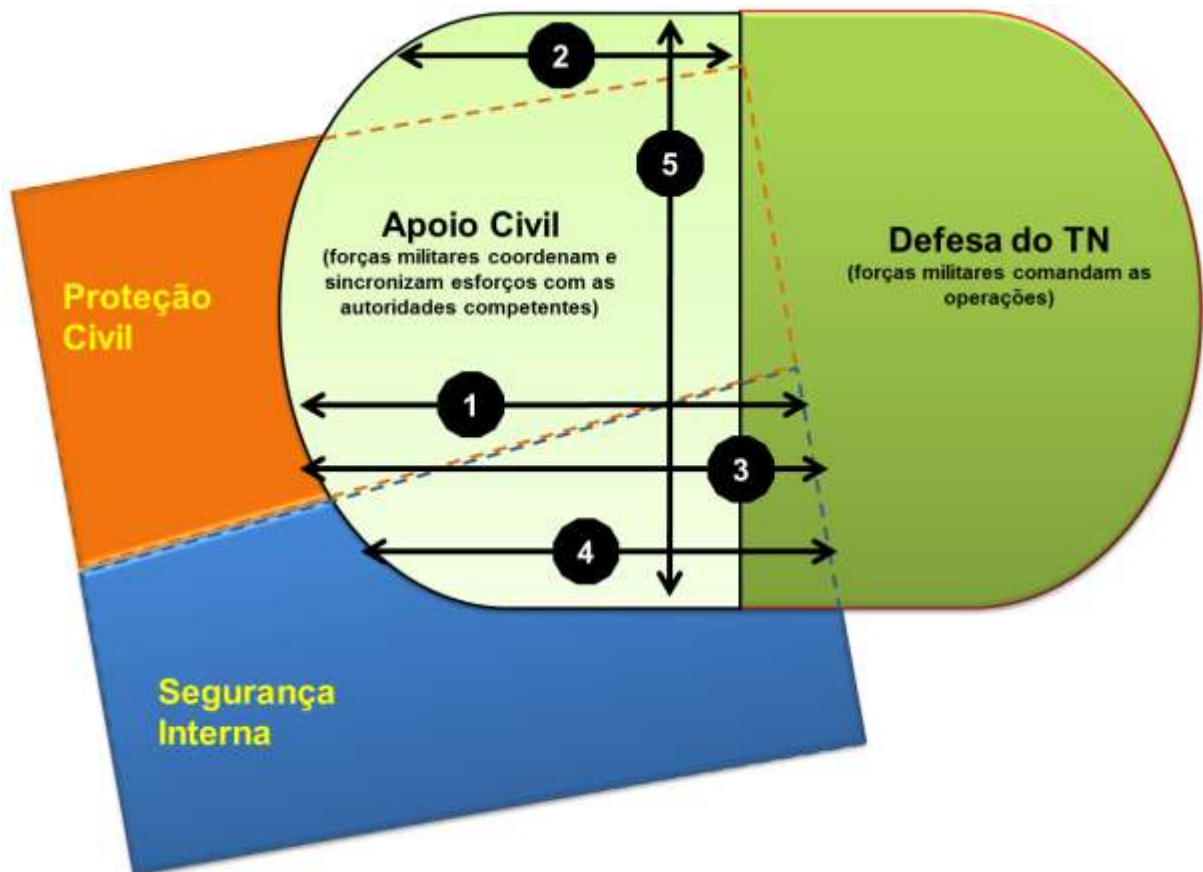 2
5
Apoio Civil
(forças militares coordenam e
sincronizam esforços com as
autoridades competentes)
Defesa do TN
(forças militares comandam as
operações)
Proteção
Civil
1
3
4
Segurança
Interna